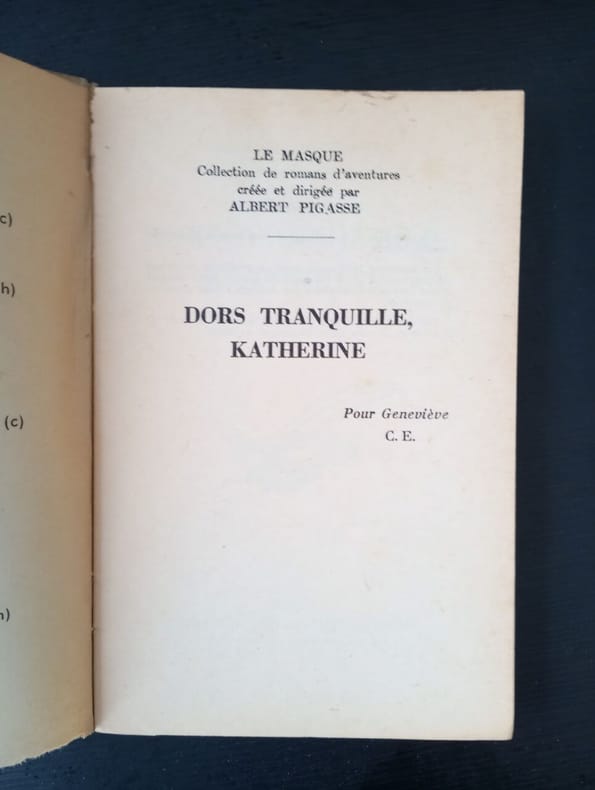 LE MASQUE
Collection de romans d'aventures
créée et dirigée par
ALBERT PIGASSE
DORS TRANQUILLE,
KATHERINE
Pour Geneviève
C. E.
c)
h)
(c)
h)